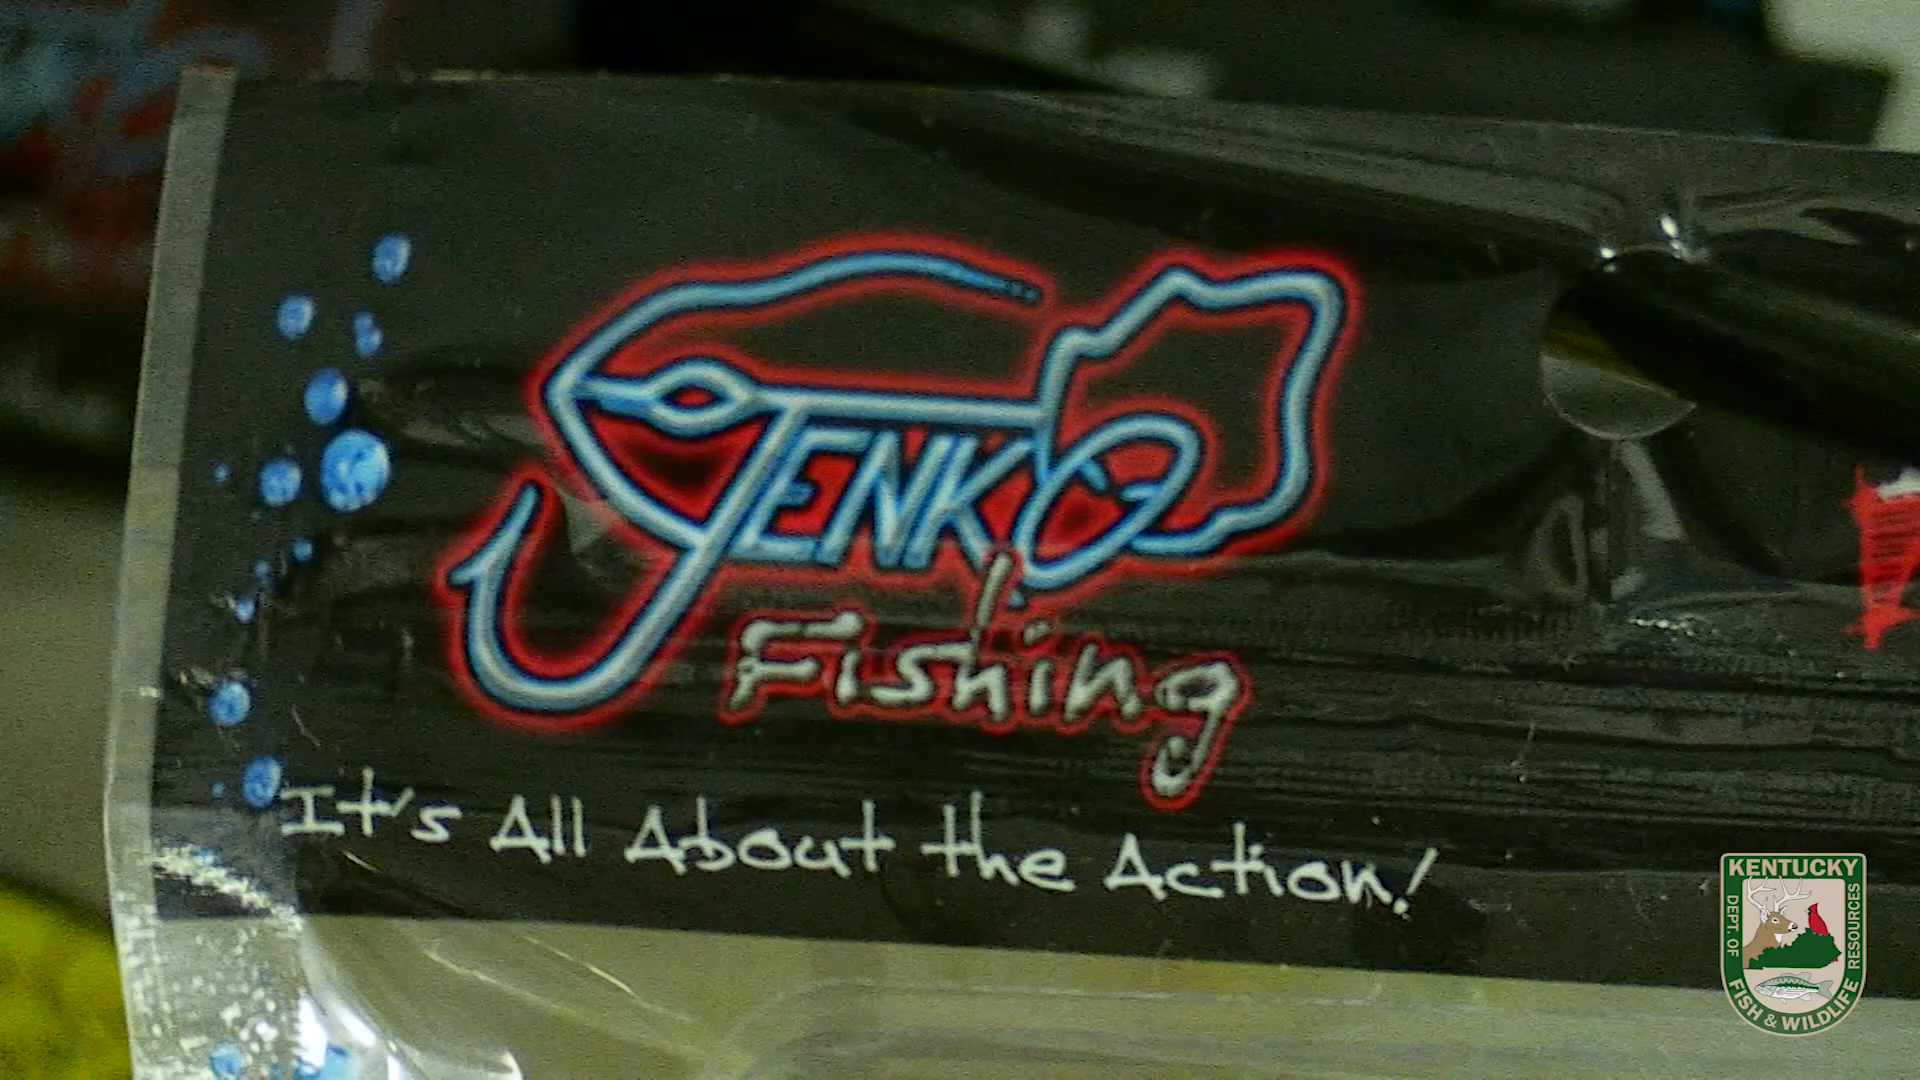 JENKO
Fishing
It's All About the Action!
KENTUCKY
DEPT. OF
FISH & WILDLIFE
RESOURCES